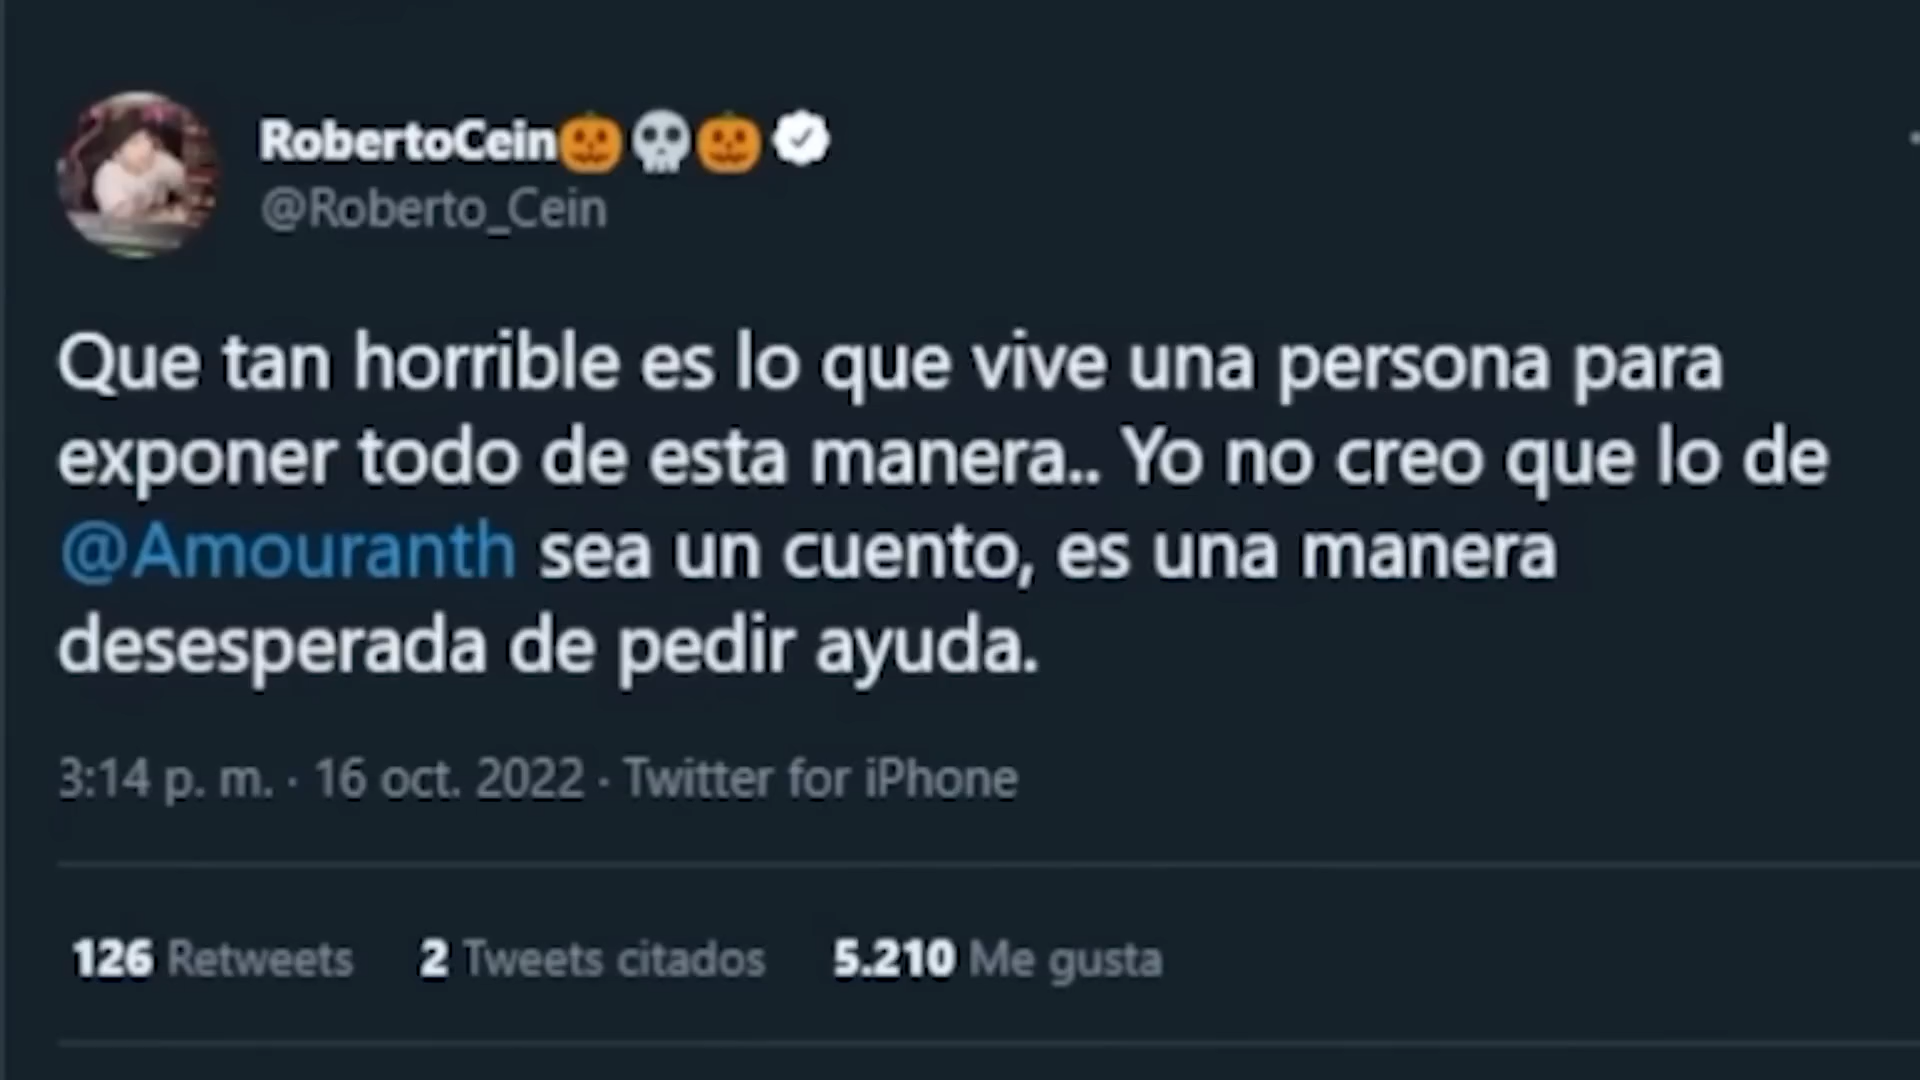 RobertoCein🎃💀🎃
@Roberto_Cein
Que tan horrible es lo que vive una persona para
exponer todo de esta manera.. Yo no creo que lo de
@Amouranth sea un cuento, es una manera
desesperada de pedir ayuda.
3:14 p. m. · 16 oct. 2022 · Twitter for iPhone
126 Retweets 2 Tweets citados 5.210 Me gusta